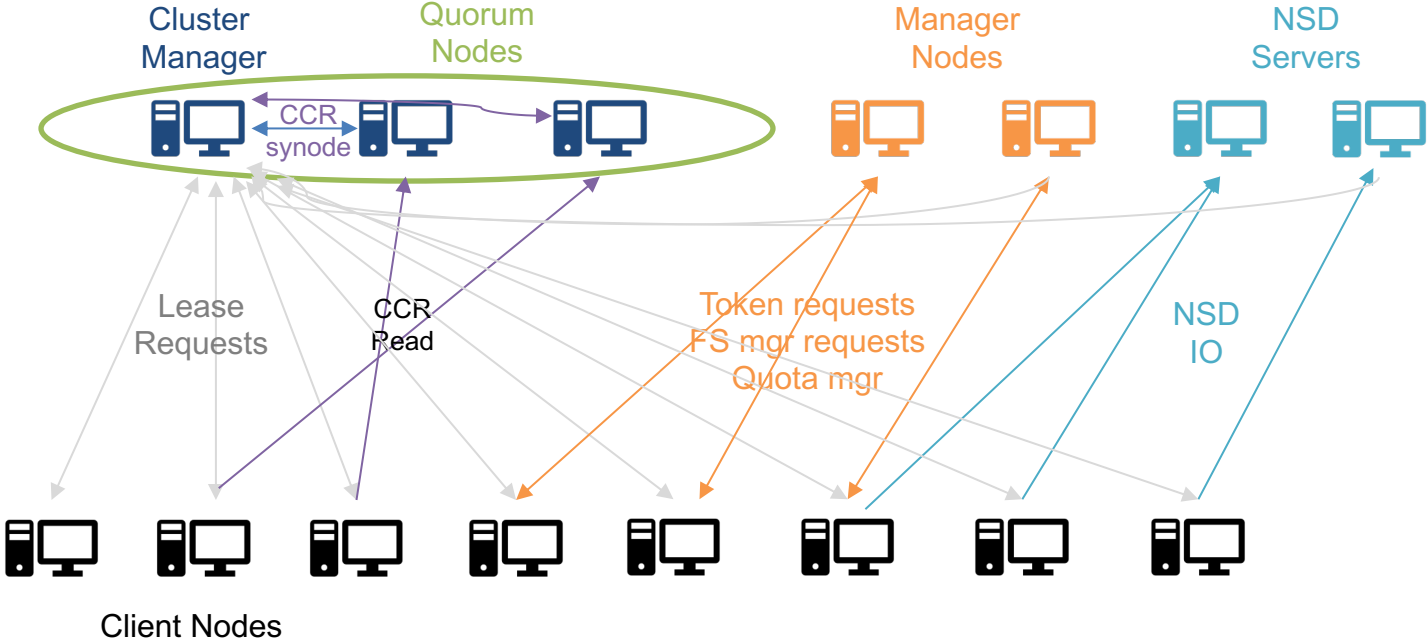 Cluster
Manager
Quorum
Nodes
Manager
Nodes
NSD
Servers
CCR
synode
Lease
Requests
CCR
Read
Token requests
FS mgr requests
Quota mgr
NSD
IO
Client Nodes